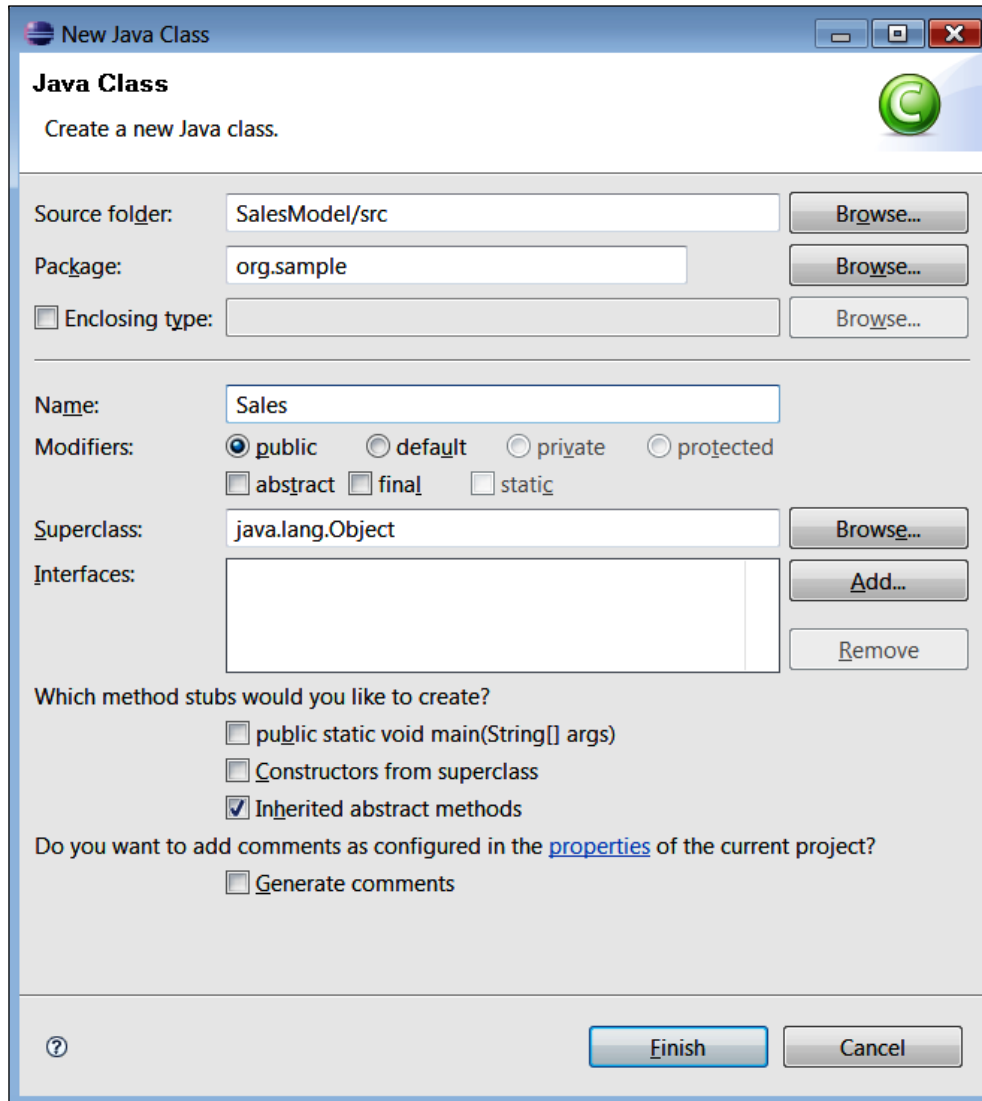 New Java Class
Java Class
Create a new Java class.
C
Source folder: SalesModel/src Browse...
Package: org.sample Browse...
Enclosing type: Browse...
Name: Sales
Modifiers: public default private protected
abstract final static
Superclass: java.lang.Object Browse...
Interfaces: Add...
Remove
Which method stubs would you like to create?
public static void main(String[] args)
Constructors from superclass
Inherited abstract methods
Do you want to add comments as configured in the properties of the current project?
Generate comments
? Finish Cancel